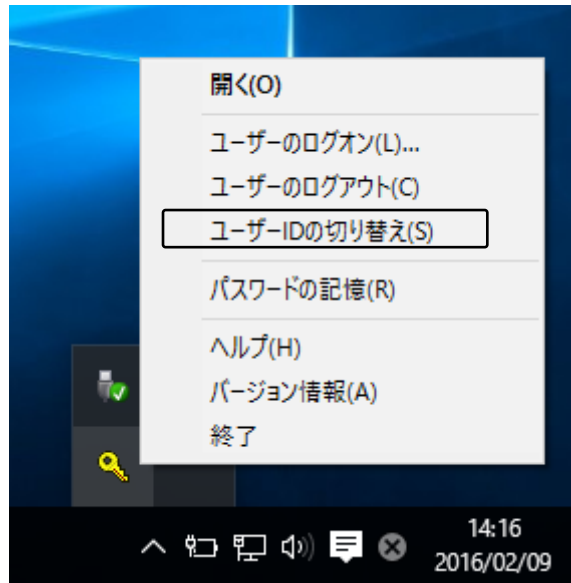 開く(O)
ユーザーのログオン(L)...
ユーザーのログアウト(C)
ユーザーIDの切り替え(S)
パスワードの記憶(R)
ヘルプ(H)
バージョン情報(A)
終了
14:16
2016/02/09